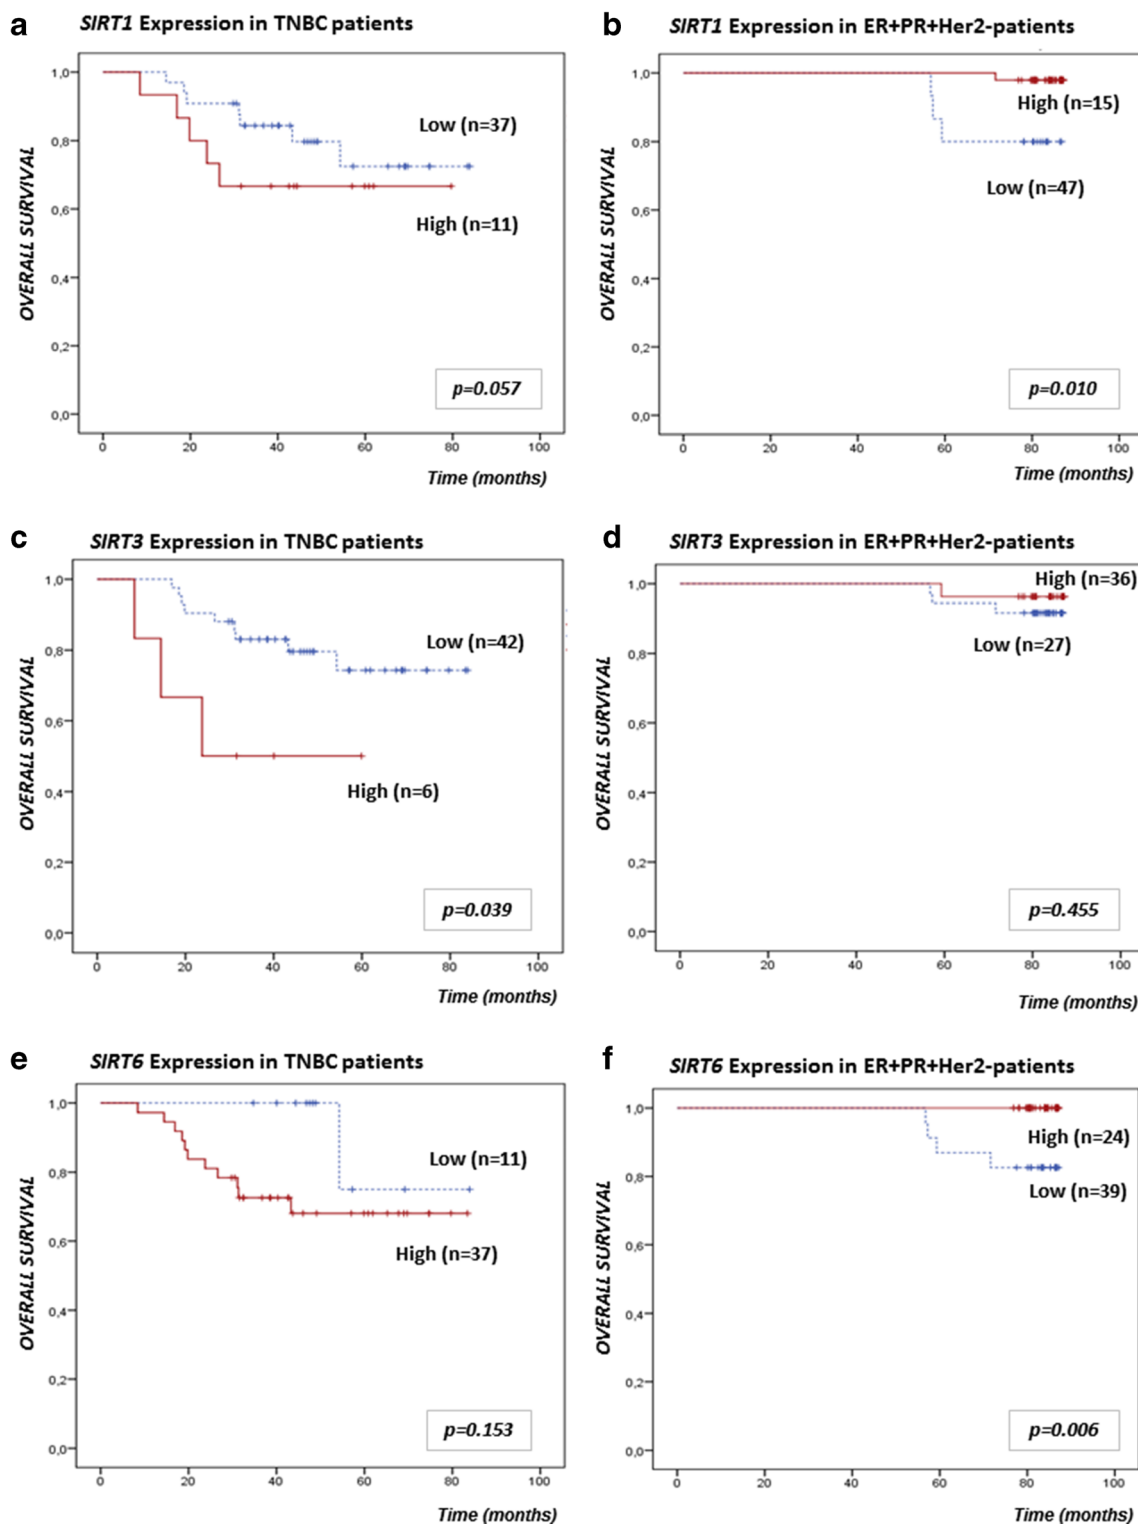 a
SIRT1 Expression in TNBC patients
OVERALL SURVIVAL
1,0
0,8
0,6
0,4
0,2
0,0
Low (n=37)
High (n=11)
p=0.057
0 20 40 60 80 100
Time (months)
b
SIRT1 Expression in ER+PR+Her2-patients
OVERALL SURVIVAL
1,0
0,8
0,6
0,4
0,2
0,0
High (n=15)
Low (n=47)
p=0.010
0 20 40 60 80 100
Time (months)
c
SIRT3 Expression in TNBC patients
OVERALL SURVIVAL
1,0
0,8
0,6
0,4
0,2
0,0
Low (n=42)
High (n=6)
p=0.039
0 20 40 60 80 100
Time (months)
d
SIRT3 Expression in ER+PR+Her2-patients
OVERALL SURVIVAL
1,0
0,8
0,6
0,4
0,2
0,0
High (n=36)
Low (n=27)
p=0.455
0 20 40 60 80 100
Time (months)
e
SIRT6 Expression in TNBC patients
OVERALL SURVIVAL
1,0
0,8
0,6
0,4
0,2
0,0
Low (n=11)
High (n=37)
p=0.153
0 20 40 60 80 100
Time (months)
f
SIRT6 Expression in ER+PR+Her2-patients
OVERALL SURVIVAL
1,0
0,8
0,6
0,4
0,2
0,0
High (n=24)
Low (n=39)
p=0.006
0 20 40 60 80 100
Time (months)